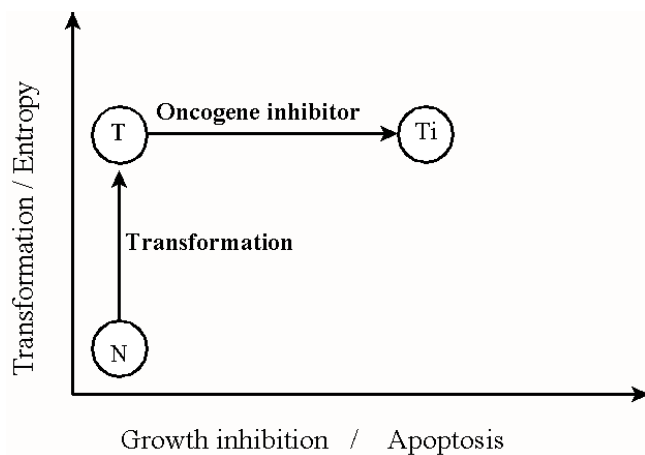 Transformation / Entropy
T
Oncogene inhibitor
Ti
Transformation
N
Growth inhibition / Apoptosis